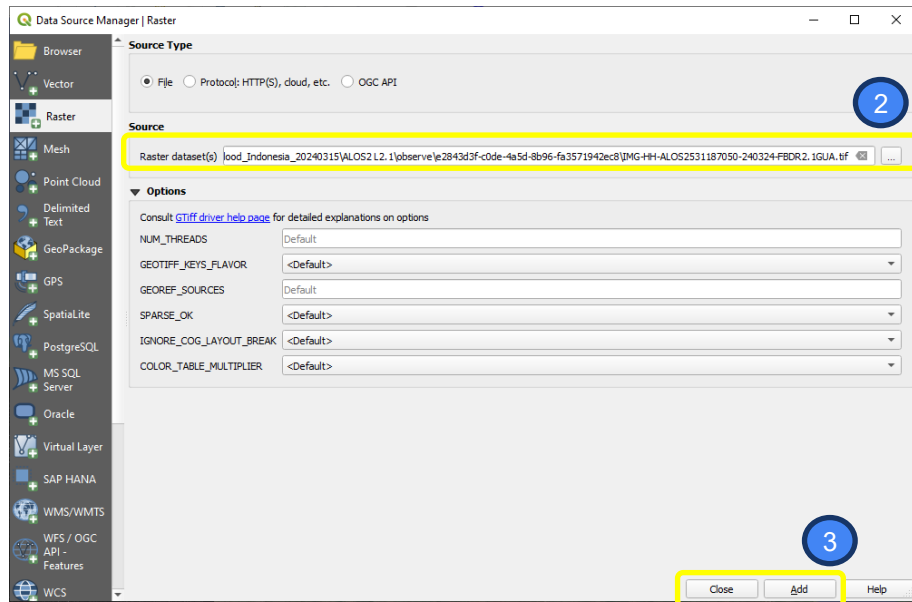 Data Source Manager | Raster
Browser
Vector
Raster
Mesh
Point Cloud
Delimited
Text
GeoPackage
GPS
SpatiaLite
PostgreSQL
MS SQL
Server
Oracle
Virtual Layer
SAP HANA
WMS/WMTS
WFS / OGC
API -
Features
WCS
Source Type
File Protocol: HTTP(S), cloud, etc. OGC API
2
Source
Raster dataset(s) lood_Indonesia_20240315\ALOS2 L2.1\observe\e2843d3f-c0de-4a5d-8b96-fa3571942ec8\IMG-HH-ALOS2531187050-240324-FBDR2.1GUA.tif ...
Options
Consult GTiff driver help page for detailed explanations on options
NUM_THREADS Default
GEOTIFF_KEYS_FLAVOR <Default>
GEOREF_SOURCES Default
SPARSE_OK <Default>
IGNORE_COG_LAYOUT_BREAK <Default>
COLOR_TABLE_MULTIPLIER <Default>
3
Close Add Help